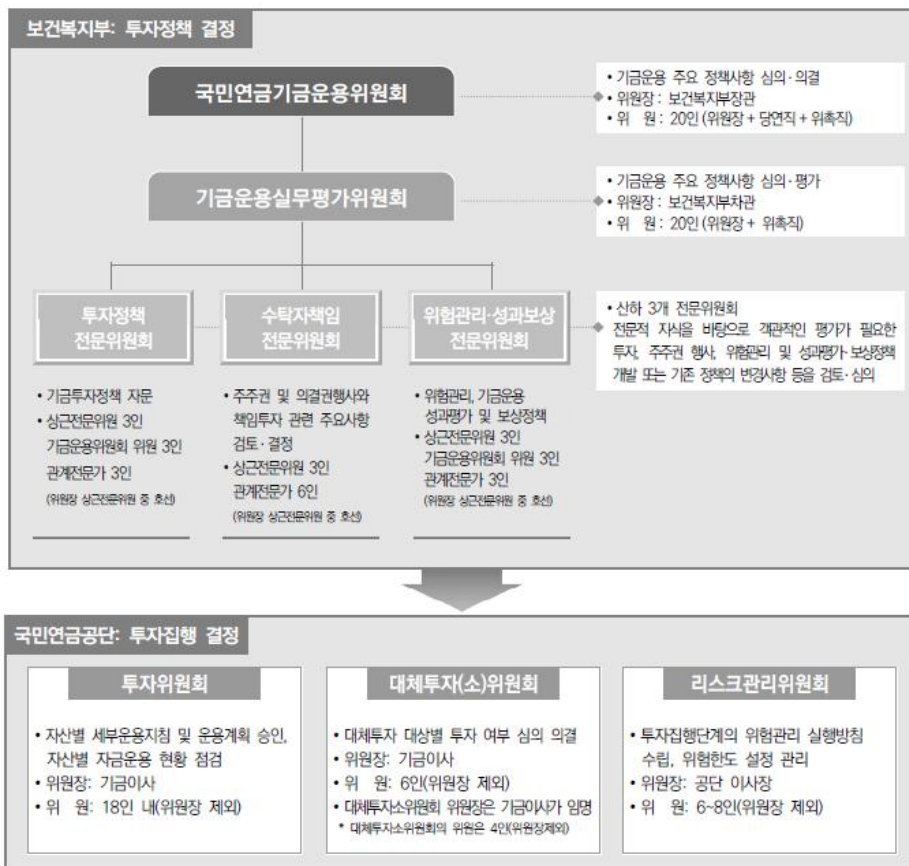 보건복지부: 투자정책 결정
국민연금기금운용위원회
• 기금운용 주요 정책사항 심의·의결
• 위원장 : 보건복지부장관
• 위 원 : 20인 (위원장 + 당연직 + 위촉직)
기금운용실무평가위원회
• 기금운용 주요 정책사항 심의·평가
• 위원장 : 보건복지부차관
• 위 원 : 20인 (위원장 + 위촉직)
투자정책
전문위원회
수탁자책임
전문위원회
위험관리·성과보상
전문위원회
• 산하 3개 전문위원회
전문적 지식을 바탕으로 객관적인 평가가 필요한
투자, 주주권 행사, 위험관리 및 성과평가·보상정책
개발 또는 기존 정책의 변경사항 등을 검토·심의
• 기금투자정책 자문
• 상근전문위원 3인
기금운용위원회 위원 3인
관계전문가 3인
(위원장 상근전문위원 중 호선)
• 주주권 및 의결권행사와
책임투자 관련 주요사항
검토·결정
• 상근전문위원 3인
관계전문가 6인
(위원장 상근전문위원 중 호선)
• 위험관리, 기금운용
성과평가 및 보상정책
• 상근전문위원 3인
기금운용위원회 위원 3인
관계전문가 3인
(위원장 상근전문위원 중 호선)
국민연금공단: 투자집행 결정
투자위원회
• 자산별 세부운용지침 및 운용계획 승인,
자산별 자금운용 현황 점검
• 위원장: 기금이사
• 위 원: 18인 내(위원장 제외)
대체투자(소)위원회
• 대체투자 대상별 투자 여부 심의 의결
• 위원장: 기금이사
• 위 원: 6인(위원장 제외)
• 대체투자소위원회 위원장은 기금이사가 임명
* 대체투자소위원회의 위원은 4인(위원장제외)
리스크관리위원회
• 투자집행단계의 위험관리 실행방침
수립, 위험한도 설정 관리
• 위원장: 공단 이사장
• 위 원: 6~8인(위원장 제외)